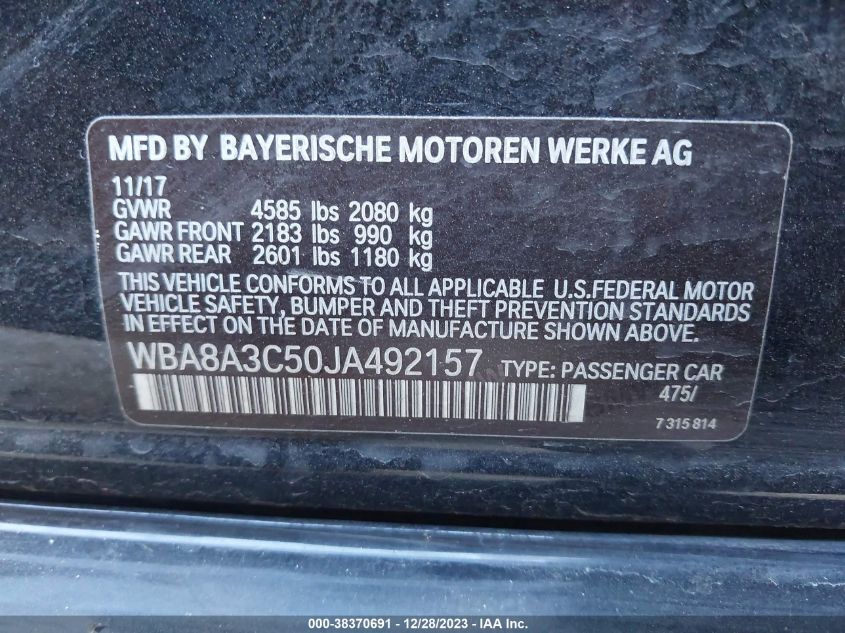 MFD BY BAYERISCHE MOTOREN WERKE AG
11/17
GVWR 4585 lbs 2080 kg
GAWR FRONT 2183 lbs 990 kg
GAWR REAR 2601 lbs 1180 kg
THIS VEHICLE CONFORMS TO ALL APPLICABLE U.S.FEDERAL MOTOR
VEHICLE SAFETY, BUMPER AND THEFT PREVENTION STANDARDS
IN EFFECT ON THE DATE OF MANUFACTURE SHOWN ABOVE.
WBA8A3C50JA492157 TYPE: PASSENGER CAR
475/
7 315 814
000-38370691 - 12/28/2023 - IAAI.com